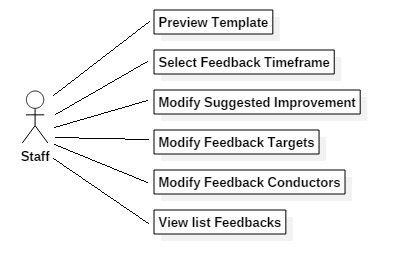 Preview Template
Select Feedback Timeframe
Modify Suggested Improvement
Modify Feedback Targets
Staff
Modify Feedback Conductors
View list Feedbacks